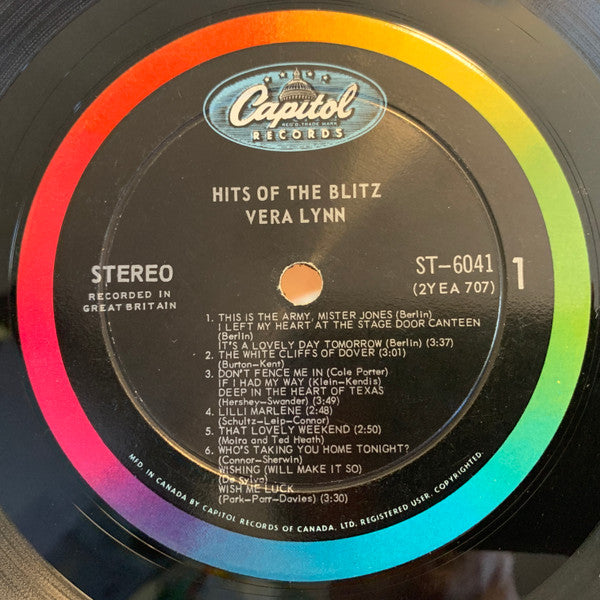 Capitol
REG'D. TRADE MARK
RECORDS
HITS OF THE BLITZ
VERA LYNN
STEREO
RECORDED IN
GREAT BRITAIN
ST-6041
(2YEA 707)
1
1. THIS IS THE ARMY, MISTER JONES (Berlin)
I LEFT MY HEART AT THE STAGE DOOR CANTEEN
(Berlin)
IT'S A LOVELY DAY TOMORROW (Berlin) (3:37)
2. THE WHITE CLIFFS OF DOVER (3:01)
(Burton-Kent)
3. DON'T FENCE ME IN (Cole Porter)
IF I HAD MY WAY (Klein-Kendis)
DEEP IN THE HEART OF TEXAS
(Hershey-Swander) (3:49)
4. LILLI MARLENE (2:48)
(Schultz-Leip-Connor)
5. THAT LOVELY WEEKEND (2:50)
(Moira and Ted Heath)
6. WHO'S TAKING YOU HOME TONIGHT?
(Connor-Sherwin)
WISHING (WILL MAKE IT SO)
(De Sylva)
WISH ME LUCK
(Park-Parr-Davies) (3:30)
MFD. IN CANADA BY CAPITOL RECORDS OF CANADA, LTD. REGISTERED USER. COPYRIGHTED.